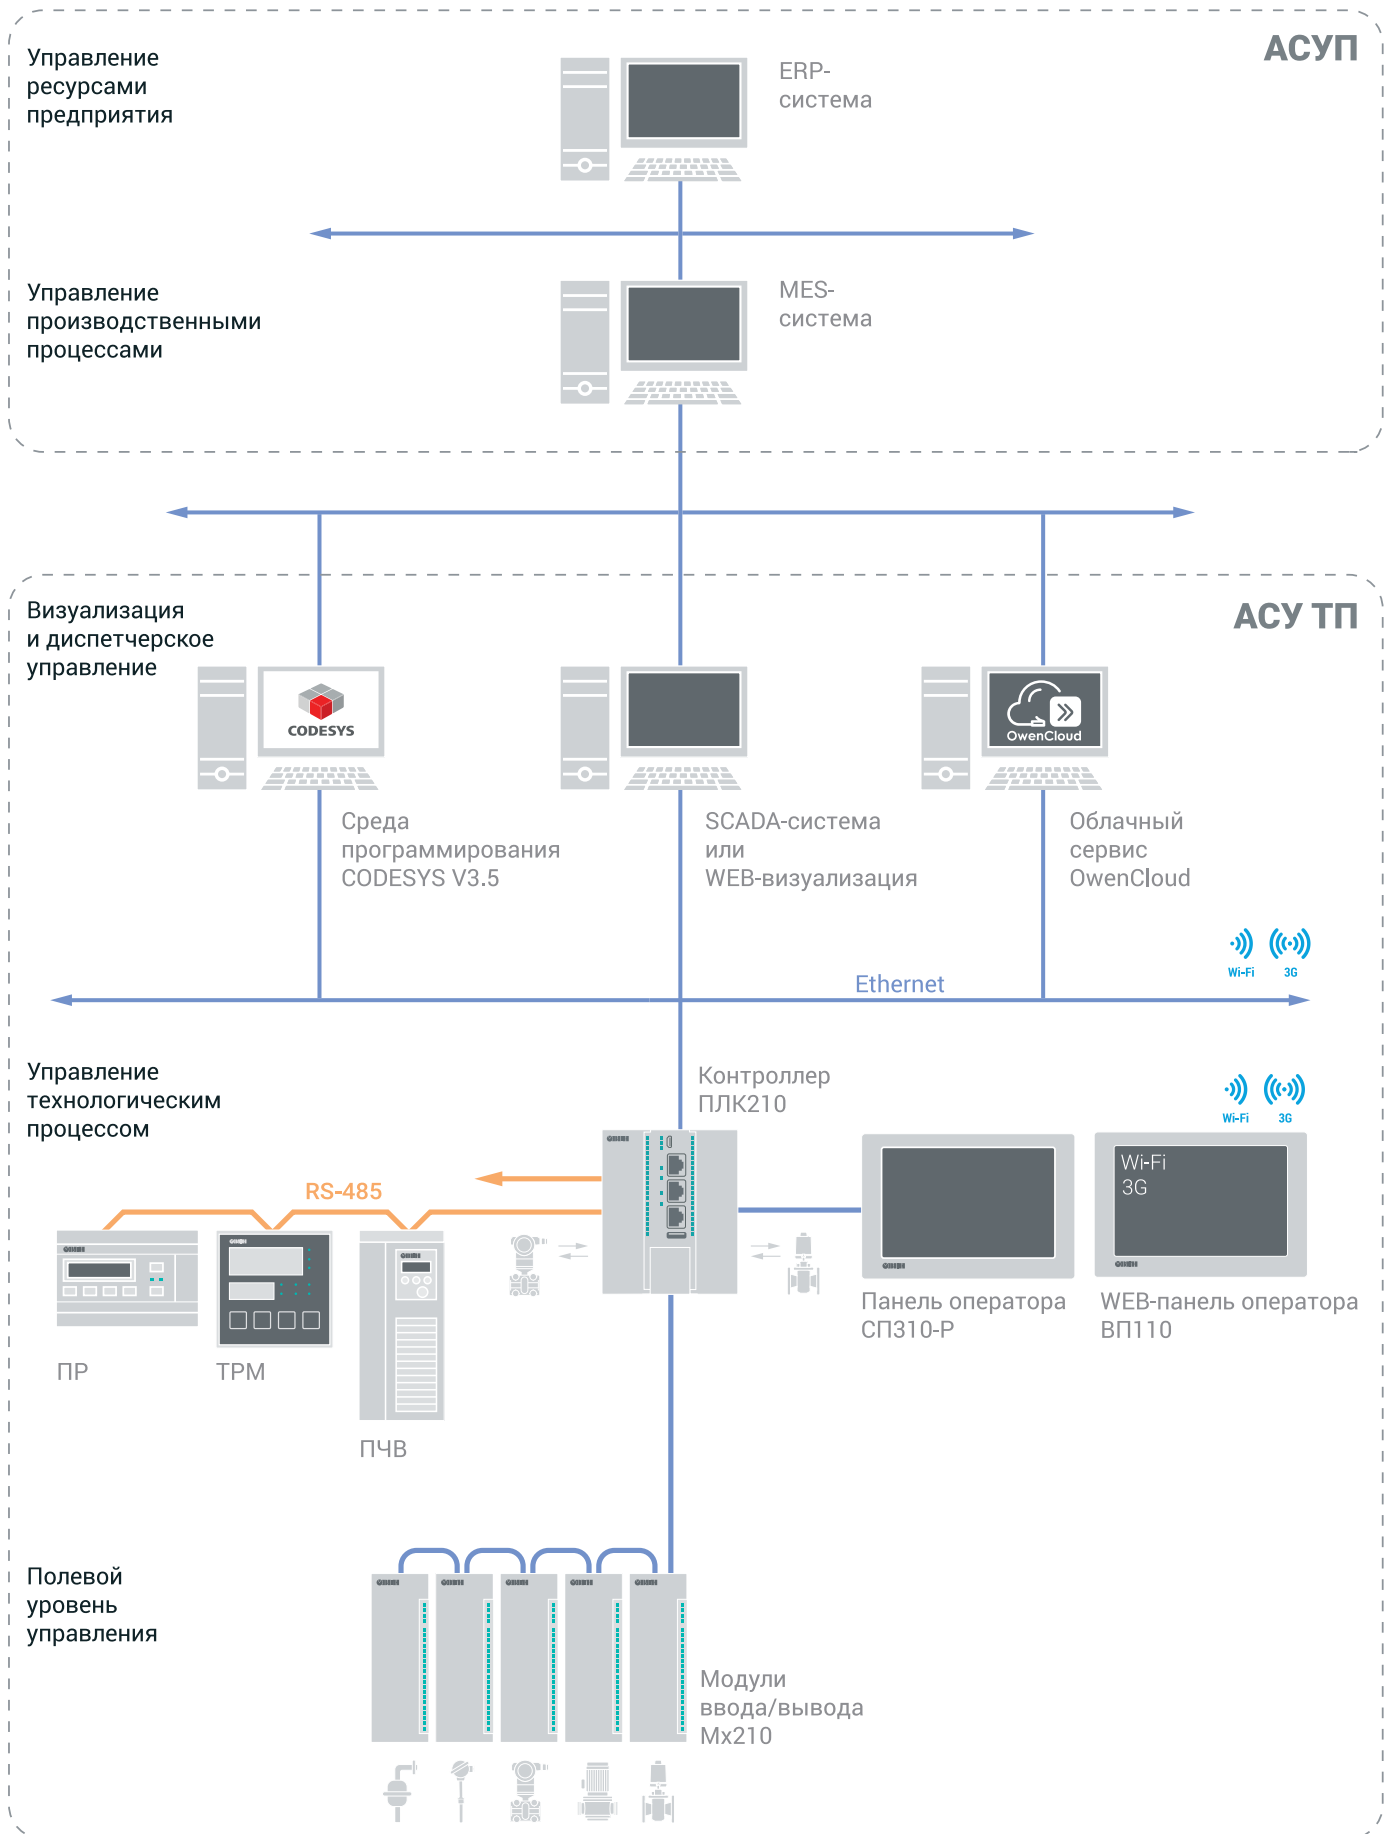 АСУП
Управление
ресурсами
предприятия
ERP-
система
Управление
производственными
процессами
MES-
система
АСУ ТП
Визуализация
и диспетчерское
управление
CODESYS
OwenCloud
Среда
программирования
CODESYS V3.5
SCADA-система
или
WEB-визуализация
Облачный
сервис
OwenCloud
Wi-Fi
3G
Ethernet
Управление
технологическим
процессом
Контроллер
ПЛК210
Wi-Fi
3G
Wi-Fi
3G
RS-485
Панель оператора
СП310-Р
WEB-панель оператора
ВП110
ПР
ТРМ
ПЧВ
Полевой
уровень
управления
Модули
ввода/вывода
Мх210